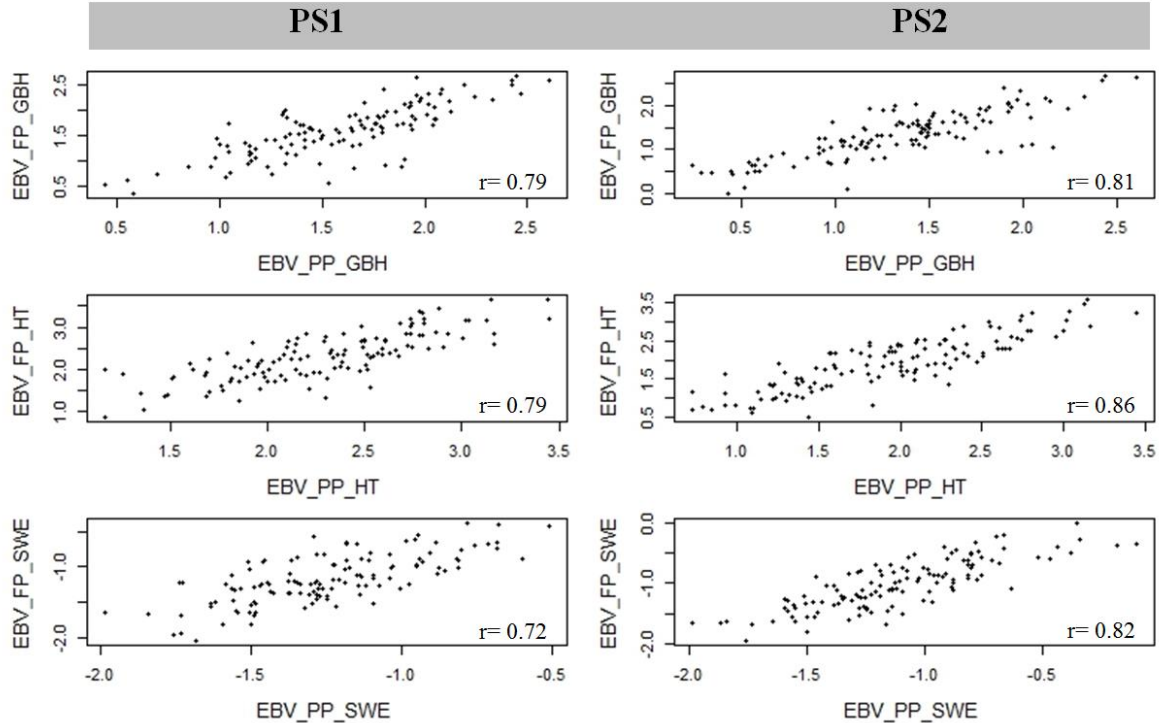 PS1 PS2
EBV_FP_GBH
0.5 1.5 2.5
r= 0.79
0.5 1.0 1.5 2.0 2.5
EBV_PP_GBH
EBV_FP_GBH
0.0 1.0 2.0
r= 0.81
0.5 1.0 1.5 2.0 2.5
EBV_PP_GBH
EBV_FP_HT
1.0 2.0 3.0
r= 0.79
1.5 2.0 2.5 3.0 3.5
EBV_PP_HT
EBV_FP_HT
0.5 1.5 2.5 3.5
r= 0.86
1.0 1.5 2.0 2.5 3.0 3.5
EBV_PP_HT
EBV_FP_SWE
-2.0 -1.0
r= 0.72
-2.0 -1.5 -1.0 -0.5
EBV_PP_SWE
EBV_FP_SWE
-2.0 -1.0 0.0
r= 0.82
-2.0 -1.5 -1.0 -0.5
EBV_PP_SWE